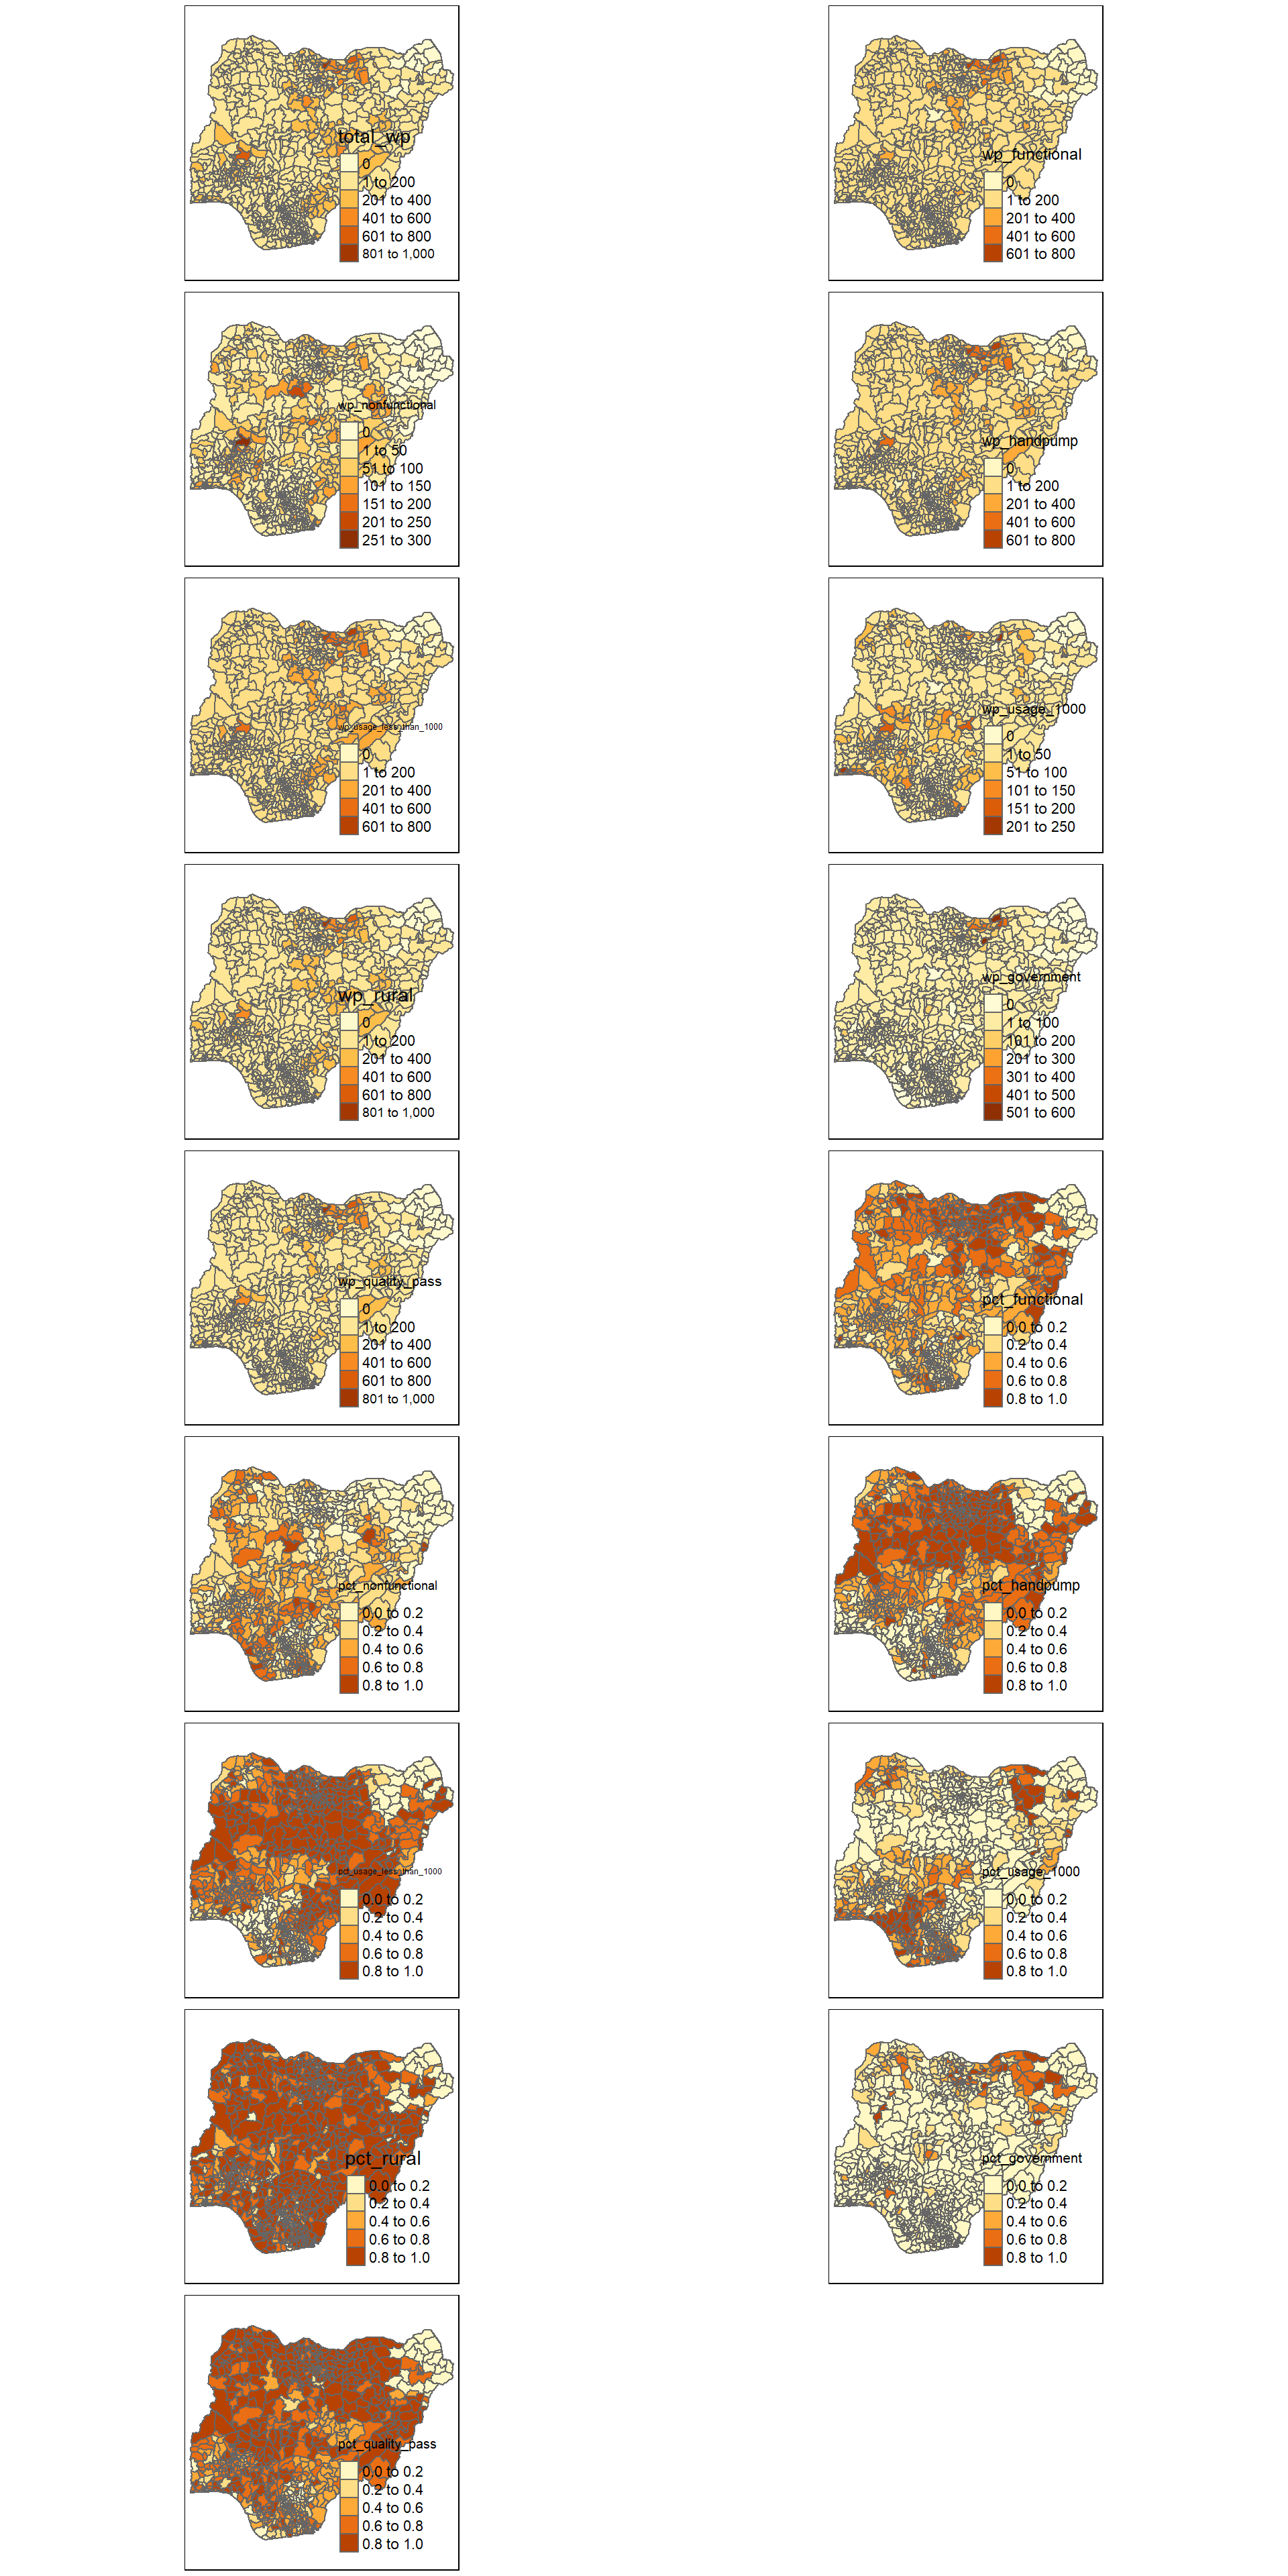 total_wp
0
1 to 200
201 to 400
401 to 600
601 to 800
801 to 1,000
wp_functional
0
1 to 200
201 to 400
401 to 600
601 to 800
wp_nonfunctional
0
1 to 50
51 to 100
101 to 150
151 to 200
201 to 250
251 to 300
wp_handpump
0
1 to 200
201 to 400
401 to 600
601 to 800
wp_usage_lessthan_1000
0
1 to 200
201 to 400
401 to 600
601 to 800
wp_usage_1000
0
1 to 50
51 to 100
101 to 150
151 to 200
201 to 250
wp_rural
0
1 to 200
201 to 400
401 to 600
601 to 800
801 to 1,000
wp_government
0
1 to 100
101 to 200
201 to 300
301 to 400
401 to 500
501 to 600
wp_quality_pass
0
1 to 200
201 to 400
401 to 600
601 to 800
801 to 1,000
pct_functional
0.0 to 0.2
0.2 to 0.4
0.4 to 0.6
0.6 to 0.8
0.8 to 1.0
pct_nonfunctional
0.0 to 0.2
0.2 to 0.4
0.4 to 0.6
0.6 to 0.8
0.8 to 1.0
pct_handpump
0.0 to 0.2
0.2 to 0.4
0.4 to 0.6
0.6 to 0.8
0.8 to 1.0
pct_usage_lessthan_1000
0.0 to 0.2
0.2 to 0.4
0.4 to 0.6
0.6 to 0.8
0.8 to 1.0
pct_usage_1000
0.0 to 0.2
0.2 to 0.4
0.4 to 0.6
0.6 to 0.8
0.8 to 1.0
pct_rural
0.0 to 0.2
0.2 to 0.4
0.4 to 0.6
0.6 to 0.8
0.8 to 1.0
pct_government
0.0 to 0.2
0.2 to 0.4
0.4 to 0.6
0.6 to 0.8
0.8 to 1.0
pct_quality_pass
0.0 to 0.2
0.2 to 0.4
0.4 to 0.6
0.6 to 0.8
0.8 to 1.0